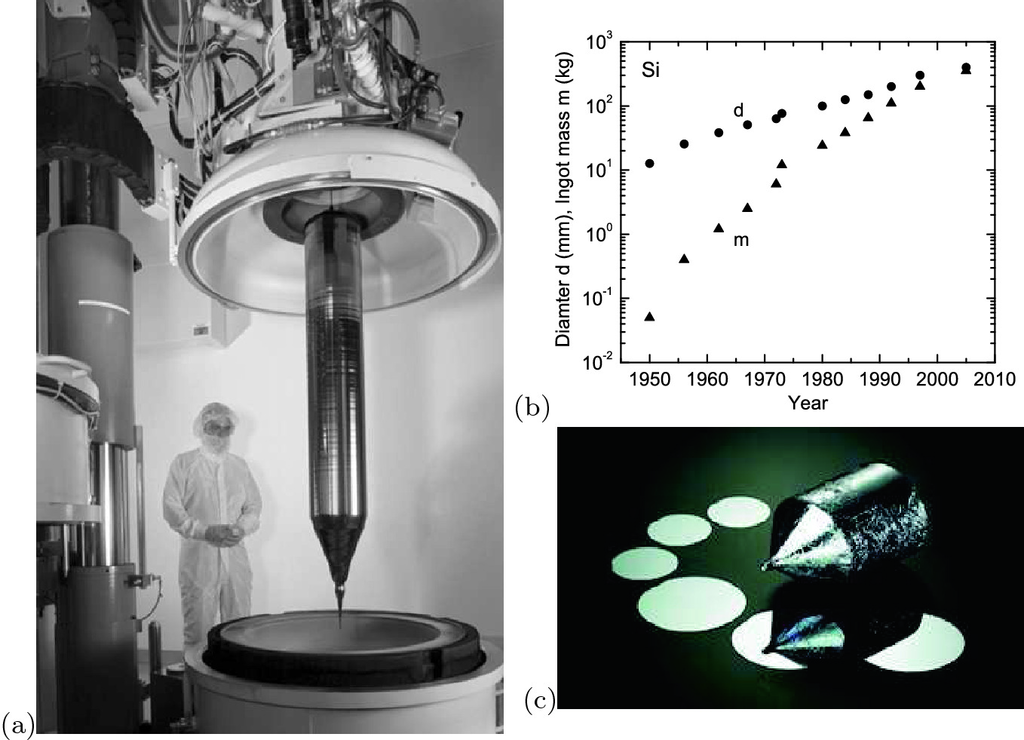 (a)
(b)
(c)
Si
d
m
Diamter d (mm), Ingot mass m (kg)
10³
10²
10¹
10⁰
10⁻¹
10⁻²
1950 1960 1970 1980 1990 2000 2010
Year